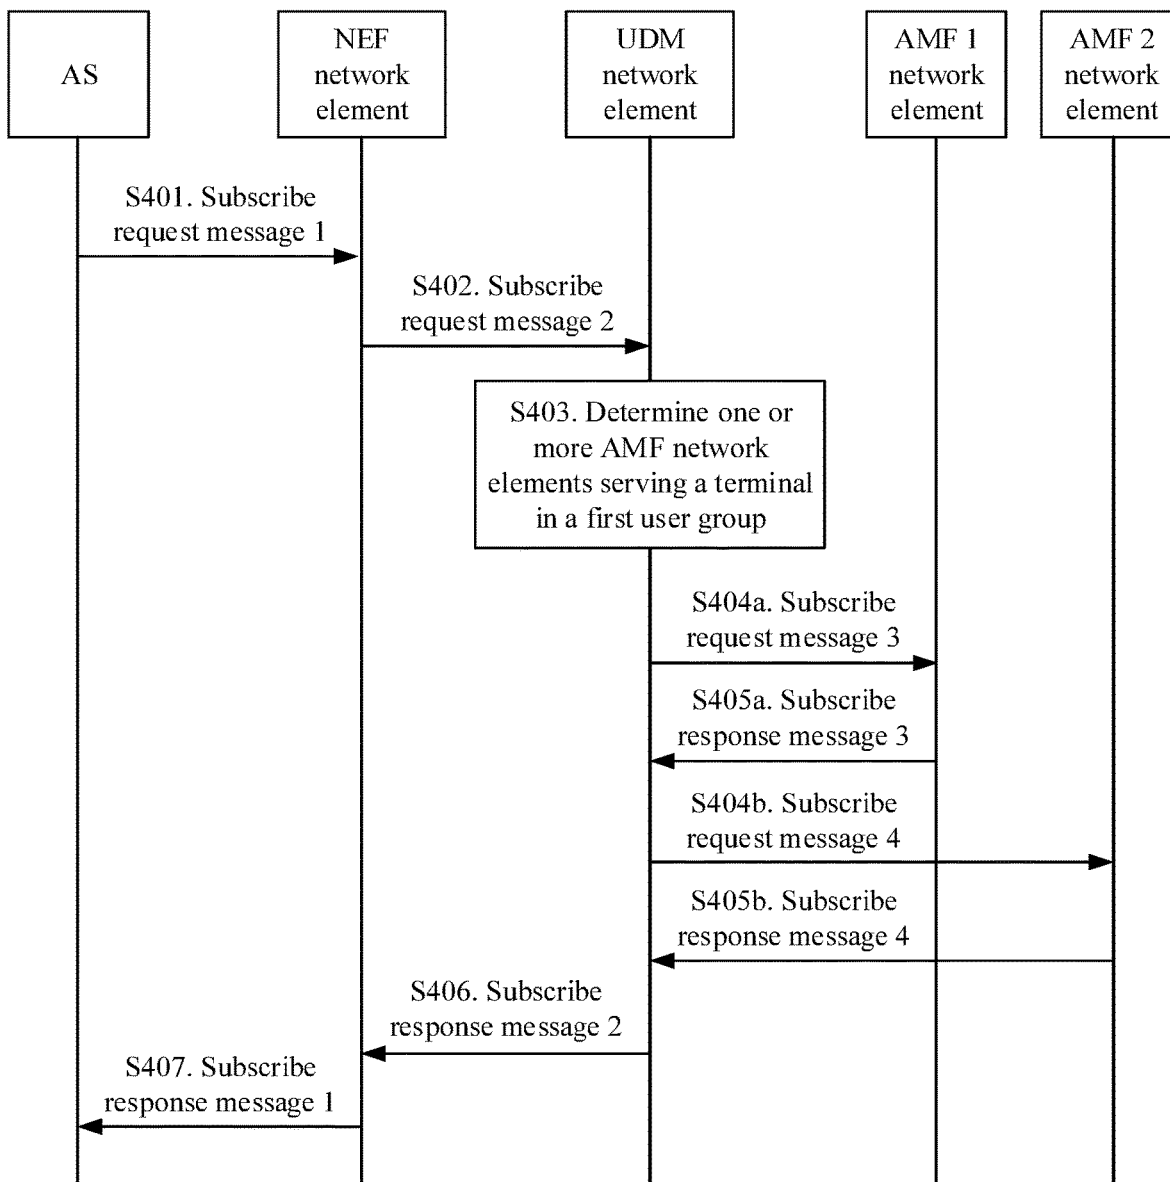 AS
NEF
network
element
UDM
network
element
AMF 1
network
element
AMF 2
network
element
S401. Subscribe
request message 1
S402. Subscribe
request message 2
S403. Determine one or
more AMF network
elements serving a terminal
in a first user group
S404a. Subscribe
request message 3
S405a. Subscribe
response message 3
S404b. Subscribe
request message 4
S405b. Subscribe
response message 4
S406. Subscribe
response message 2
S407. Subscribe
response message 1